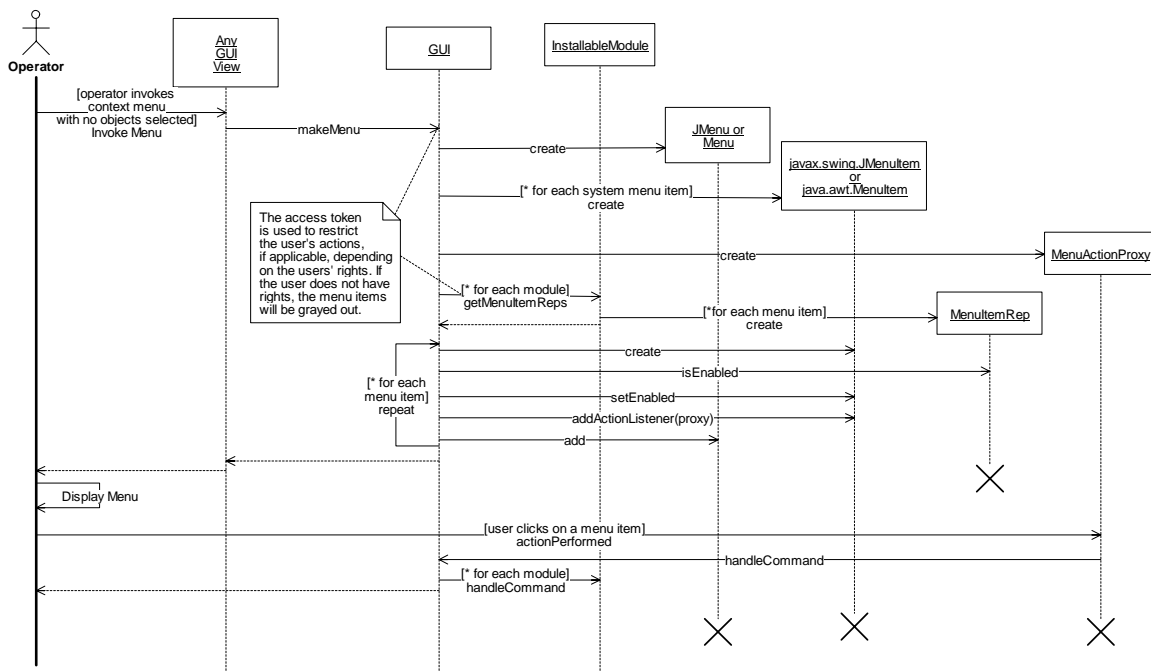 Operator
Any
GUI
View
GUI
InstallableModule
[operator invokes
context menu
with no objects selected]
Invoke Menu
makeMenu
create
JMenu or
Menu
javax.swing.JMenuItem
or
java.awt.MenuItem
[* for each system menu item]
create
The access token
is used to restrict
the user's actions,
if applicable, depending
on the users' rights. If
the user does not have
rights, the menu items
will be grayed out.
create
MenuActionProxy
[* for each module]
getMenuItemReps
[*for each menu item]
create
MenuItemRep
create
[* for each
menu item]
repeat
isEnabled
setEnabled
addActionListener(proxy)
add
Display Menu
[user clicks on a menu item]
actionPerformed
handleCommand
[* for each module]
handleCommand